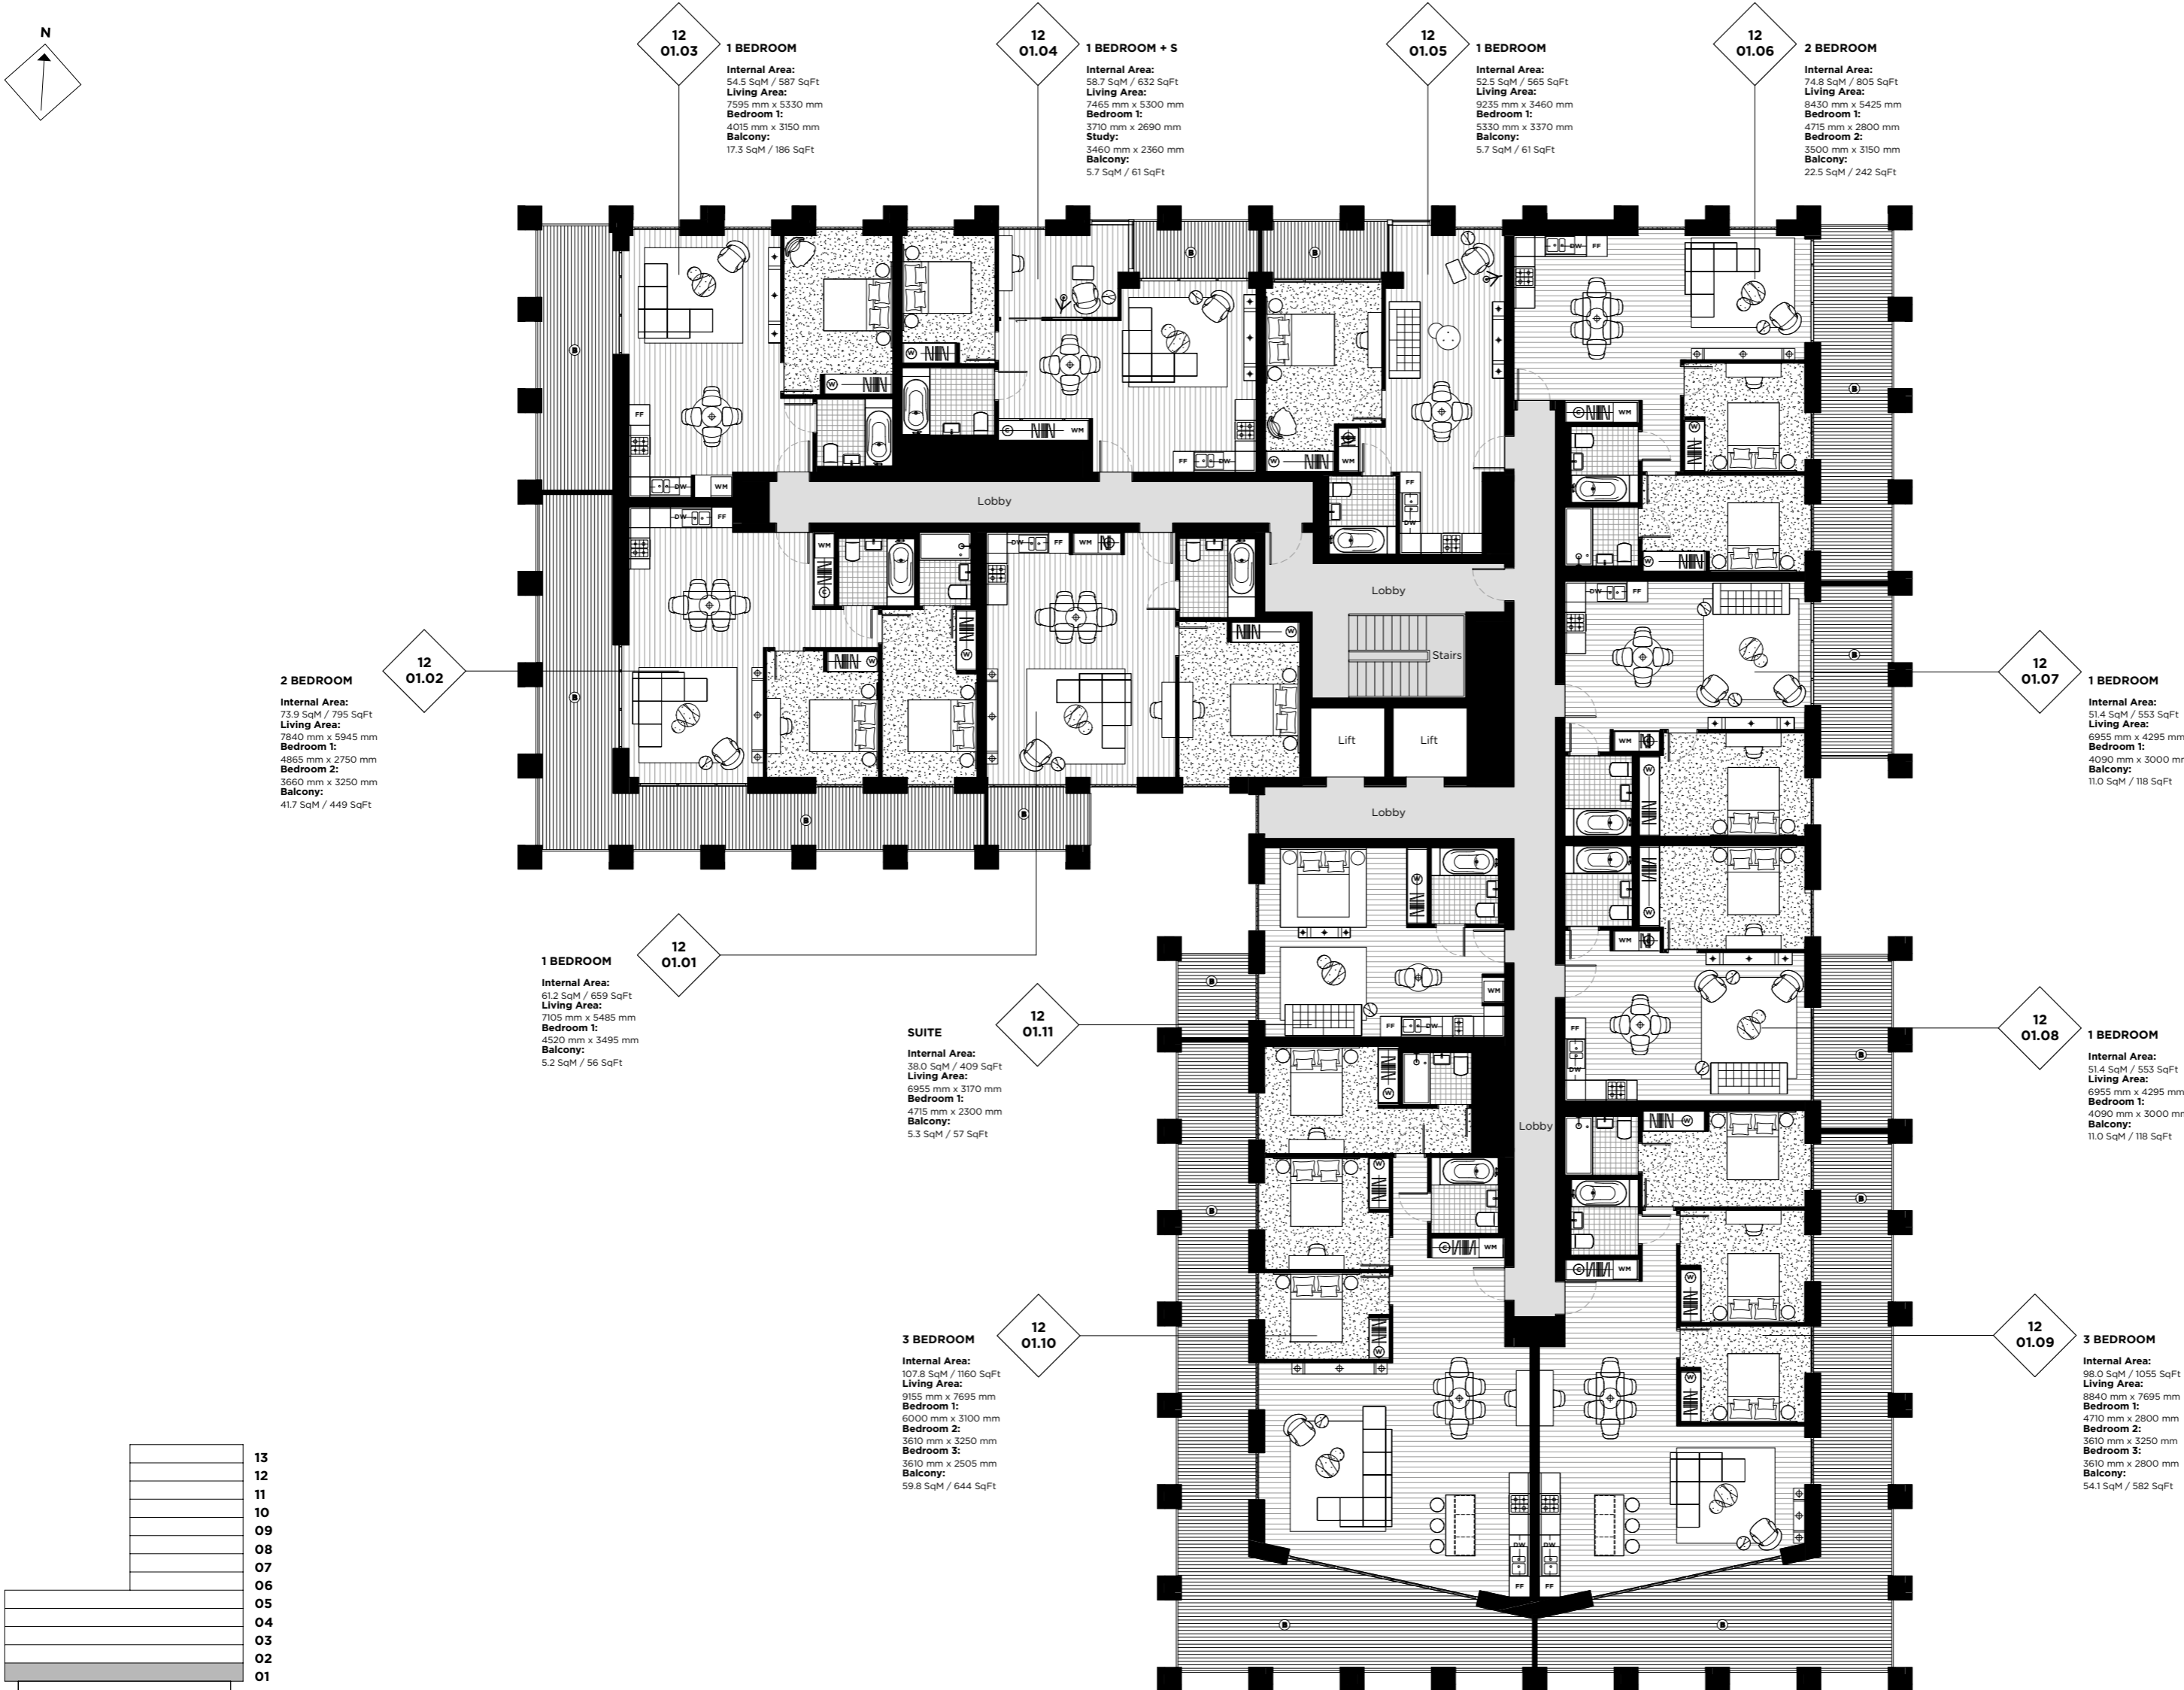 N
12
01.03
1 BEDROOM
Internal Area:
54.5 SqM / 587 SqFt
Living Area:
7595 mm x 5330 mm
Bedroom 1:
4015 mm x 3150 mm
Balcony:
17.3 SqM / 186 SqFt
12
01.04
1 BEDROOM + S
Internal Area:
58.7 SqM / 632 SqFt
Living Area:
7465 mm x 5300 mm
Bedroom 1:
3710 mm x 2690 mm
Study:
3460 mm x 2360 mm
Balcony:
5.7 SqM / 61 SqFt
12
01.05
1 BEDROOM
Internal Area:
52.5 SqM / 565 SqFt
Living Area:
9235 mm x 3460 mm
Bedroom 1:
5330 mm x 3370 mm
Balcony:
5.7 SqM / 61 SqFt
12
01.06
2 BEDROOM
Internal Area:
74.8 SqM / 805 SqFt
Living Area:
8430 mm x 5425 mm
Bedroom 1:
4715 mm x 2800 mm
Bedroom 2:
3500 mm x 3150 mm
Balcony:
22.5 SqM / 242 SqFt
12
01.02
2 BEDROOM
Internal Area:
73.9 SqM / 795 SqFt
Living Area:
7840 mm x 5945 mm
Bedroom 1:
4865 mm x 2750 mm
Bedroom 2:
3660 mm x 3250 mm
Balcony:
41.7 SqM / 449 SqFt
12
01.07
1 BEDROOM
Internal Area:
51.4 SqM / 553 SqFt
Living Area:
6955 mm x 4295 mm
Bedroom 1:
4090 mm x 3000 mm
Balcony:
11.0 SqM / 118 SqFt
Lobby
Lobby
Stairs
Lift
Lift
Lobby
Lobby
12
01.01
1 BEDROOM
Internal Area:
61.2 SqM / 659 SqFt
Living Area:
7105 mm x 5485 mm
Bedroom 1:
4520 mm x 3495 mm
Balcony:
5.2 SqM / 56 SqFt
12
01.11
SUITE
Internal Area:
38.0 SqM / 409 SqFt
Living Area:
6955 mm x 3170 mm
Bedroom 1:
4715 mm x 2300 mm
Balcony:
5.3 SqM / 57 SqFt
12
01.08
1 BEDROOM
Internal Area:
51.4 SqM / 553 SqFt
Living Area:
6955 mm x 4295 mm
Bedroom 1:
4090 mm x 3000 mm
Balcony:
11.0 SqM / 118 SqFt
12
01.10
3 BEDROOM
Internal Area:
107.8 SqM / 1160 SqFt
Living Area:
9155 mm x 7695 mm
Bedroom 1:
6000 mm x 3100 mm
Bedroom 2:
3610 mm x 3250 mm
Bedroom 3:
3610 mm x 2505 mm
Balcony:
59.8 SqM / 644 SqFt
12
01.09
3 BEDROOM
Internal Area:
98.0 SqM / 1055 SqFt
Living Area:
8840 mm x 7695 mm
Bedroom 1:
4710 mm x 2800 mm
Bedroom 2:
3610 mm x 3250 mm
Bedroom 3:
3610 mm x 2800 mm
Balcony:
54.1 SqM / 582 SqFt
13
12
11
10
09
08
07
06
05
04
03
02
01